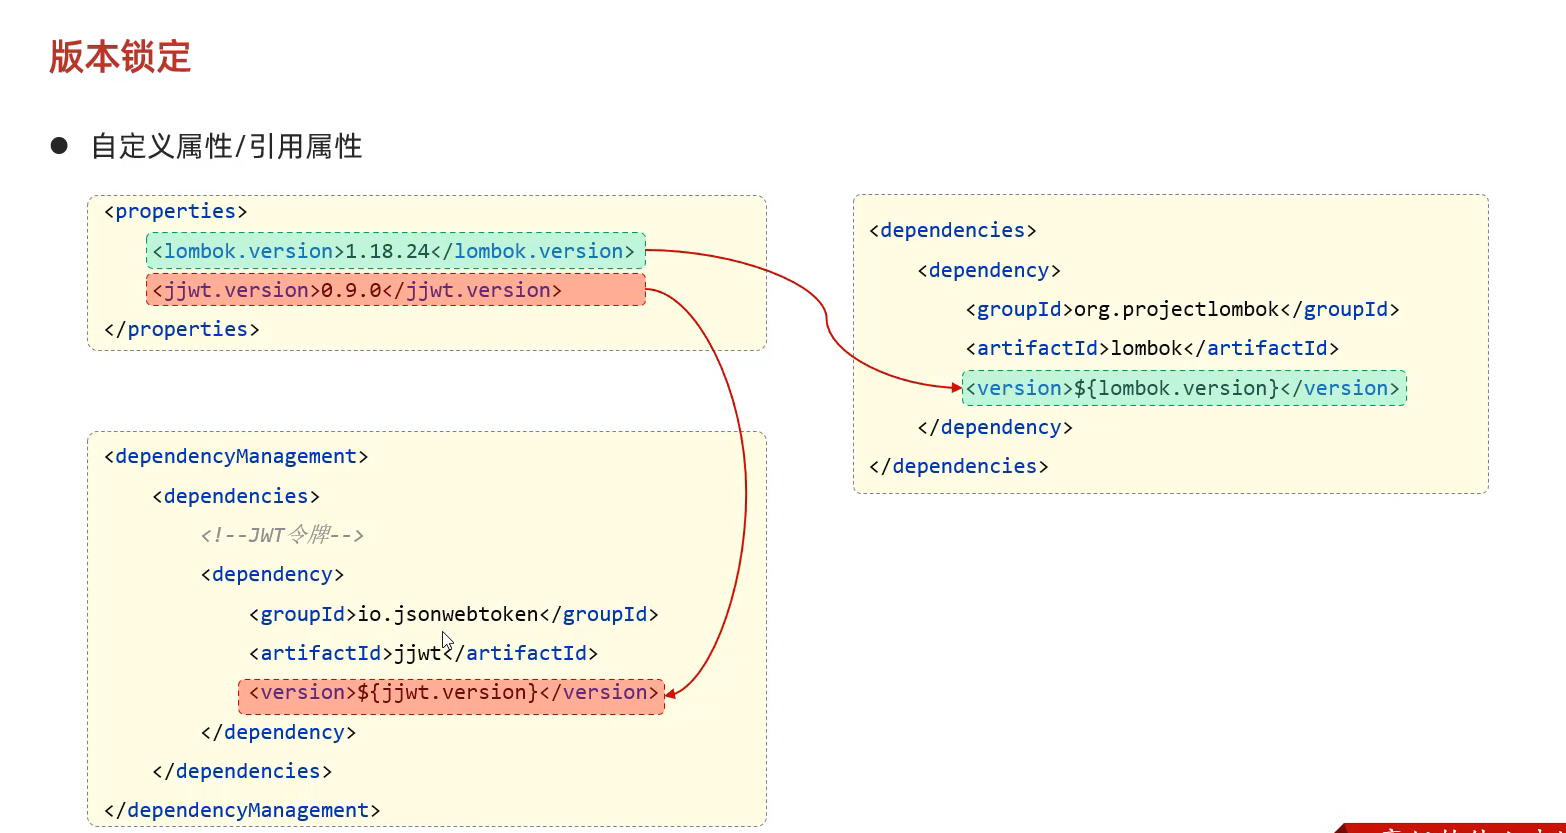 版本锁定
● 自定义属性/引用属性
<properties>
<lombok.version>1.18.24</lombok.version>
<jjwt.version>0.9.0</jjwt.version>
</properties>
<dependencyManagement>
<dependencies>
<!--JWT令牌-->
<dependency>
<groupId>io.jsonwebtoken</groupId>
<artifactId>jjwt</artifactId>
<version>${jjwt.version}</version>
</dependency>
</dependencies>
</dependencyManagement>
<dependencies>
<dependency>
<groupId>org.projectlombok</groupId>
<artifactId>lombok</artifactId>
<version>${lombok.version}</version>
</dependency>
</dependencies>